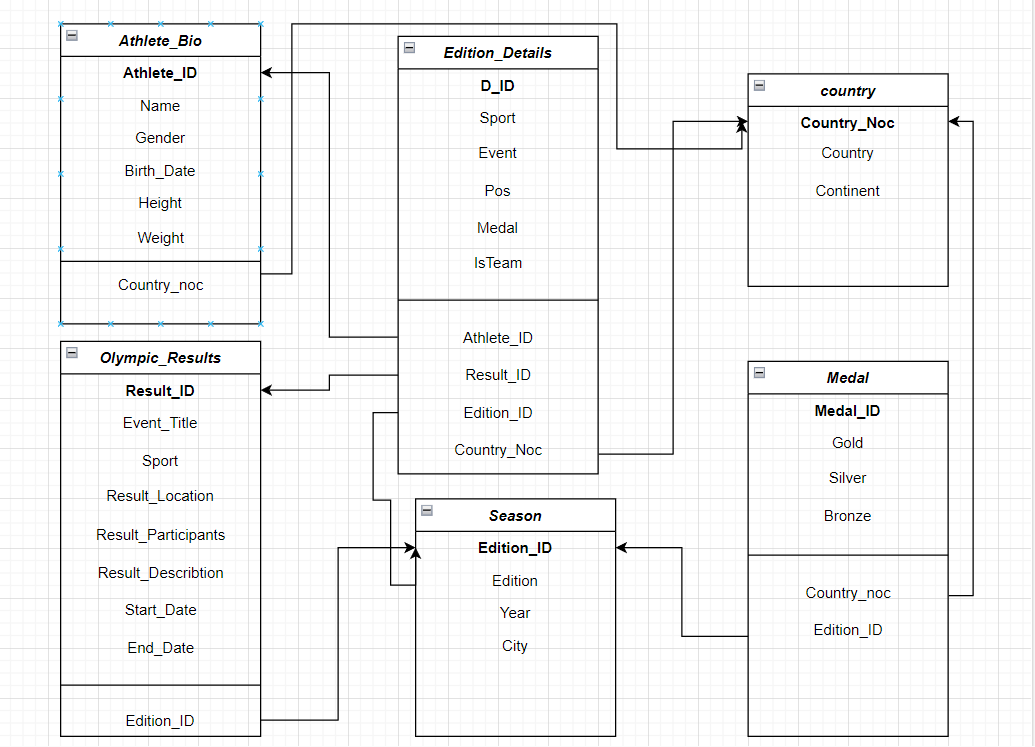 Athlete_Bio
Athlete_ID
Name
Gender
Birth_Date
Height
Weight
Country_noc
Olympic_Results
Result_ID
Event_Title
Sport
Result_Location
Result_Participants
Result_Describtion
Start_Date
End_Date
Edition_ID
Edition_Details
D_ID
Sport
Event
Pos
Medal
IsTeam
Athlete_ID
Result_ID
Edition_ID
Country_Noc
Season
Edition_ID
Edition
Year
City
country
Country_Noc
Country
Continent
Medal
Medal_ID
Gold
Silver
Bronze
Country_noc
Edition_ID